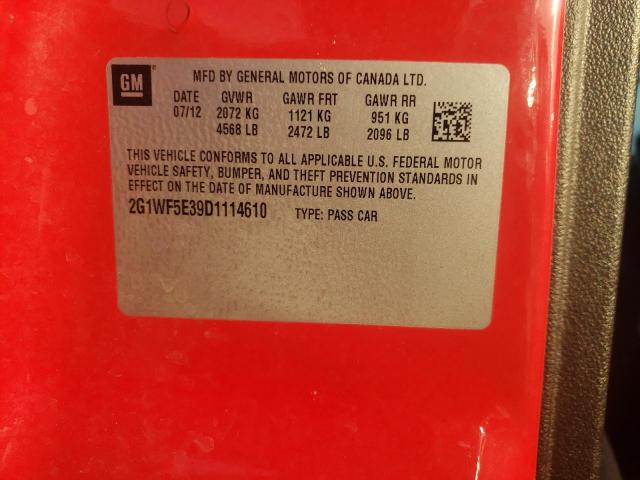 GM ® MFD BY GENERAL MOTORS OF CANADA LTD.
DATE GVWR GAWR FRT GAWR RR
07/12 2072 KG 1121 KG 951 KG
4568 LB 2472 LB 2096 LB
THIS VEHICLE CONFORMS TO ALL APPLICABLE U.S. FEDERAL MOTOR
VEHICLE SAFETY, BUMPER, AND THEFT PREVENTION STANDARDS IN
EFFECT ON THE DATE OF MANUFACTURE SHOWN ABOVE.
2G1WF5E39D1114610 TYPE: PASS CAR